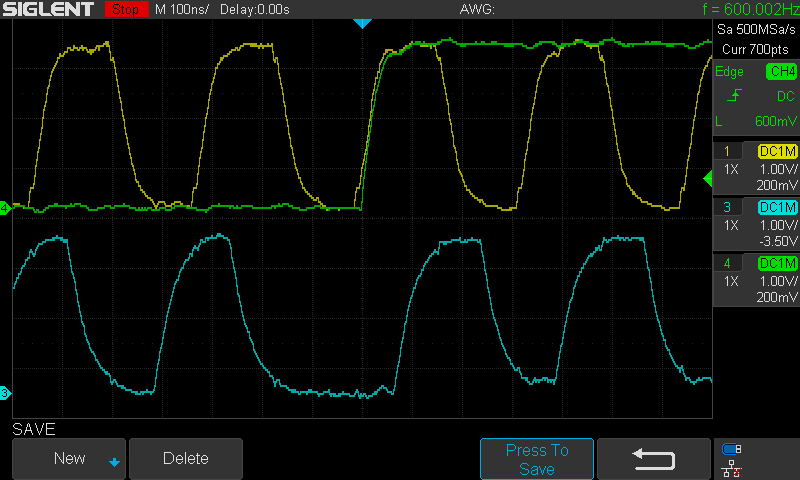 SIGLENT Stop M 100ns/ Delay:0.00s AWG: f = 600.002Hz
Sa 500MSa/s
Curr 700pts
Edge CH4
DC
L 600mV
1 DC1M
1X 1.00V/
200mV
3 DC1M
1X 1.00V/
-3.50V
4 DC1M
1X 1.00V/
200mV
4
3
SAVE
New Delete Press To
Save